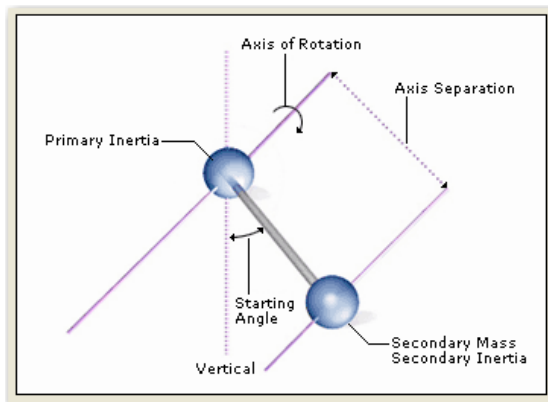 Axis of Rotation
Axis Separation
Primary Inertia
Starting
Angle
Secondary Mass
Secondary Inertia
Vertical